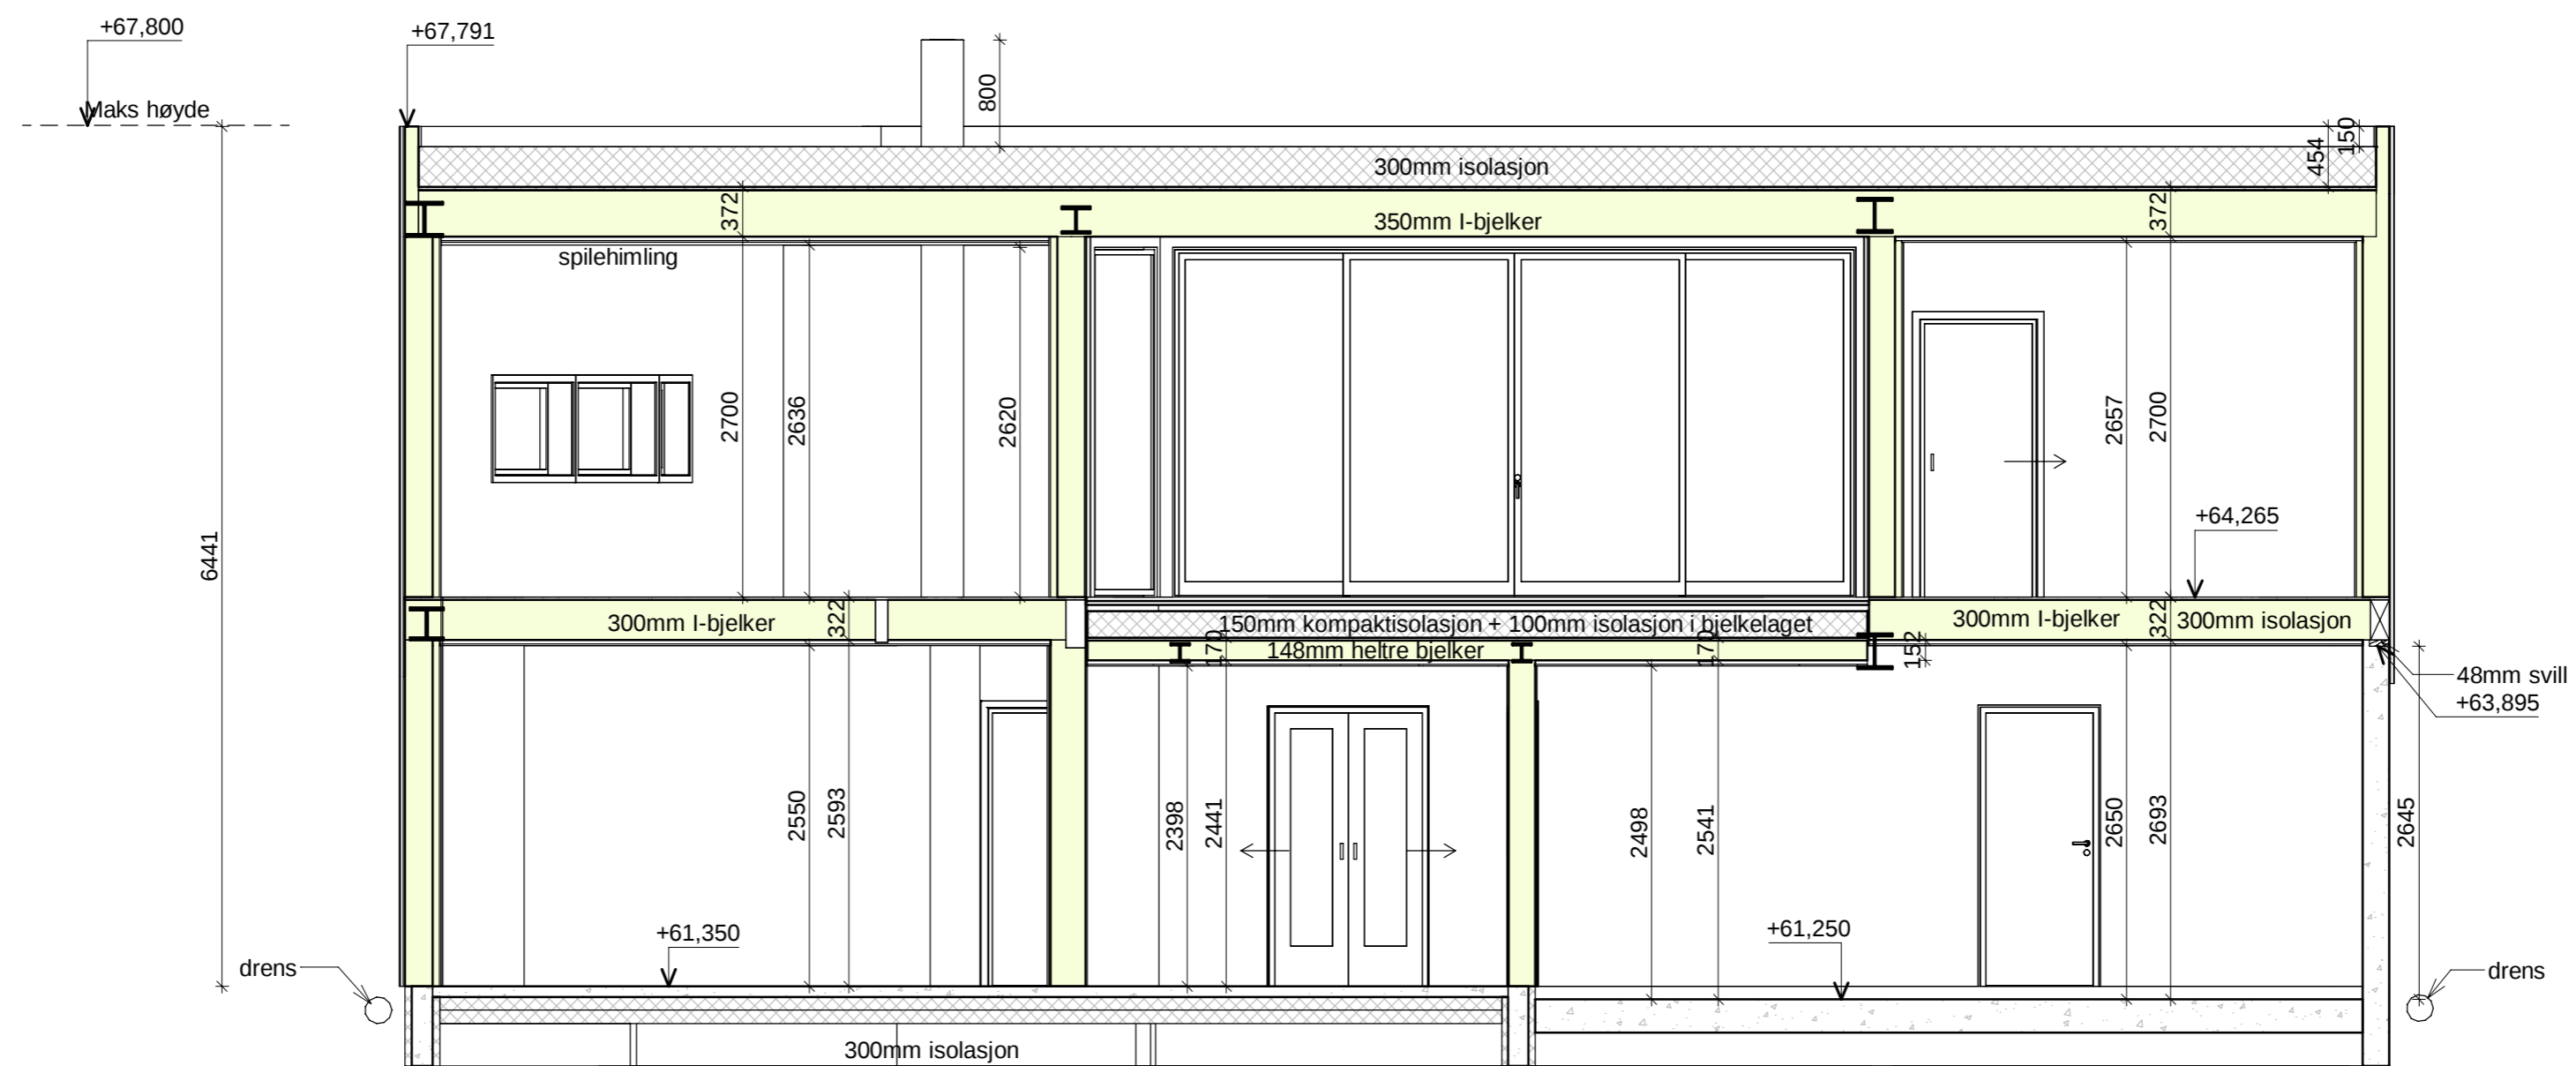 +67,800
+67,791
Maks høyde
800
150
454
300mm isolasjon
372
350mm I-bjelker
372
spilehimling
2700
2636
2620
2657
2700
6441
+64,265
300mm I-bjelker
322
150mm kompaktisolasjon + 100mm isolasjon i bjelkelaget
300mm I-bjelker
322
300mm isolasjon
170
148mm heltre bjelker
170
152
48mm svill
+63,895
2550
2593
2398
2441
2498
2541
2650
2693
2645
+61,350
+61,250
drens
drens
300mm isolasjon